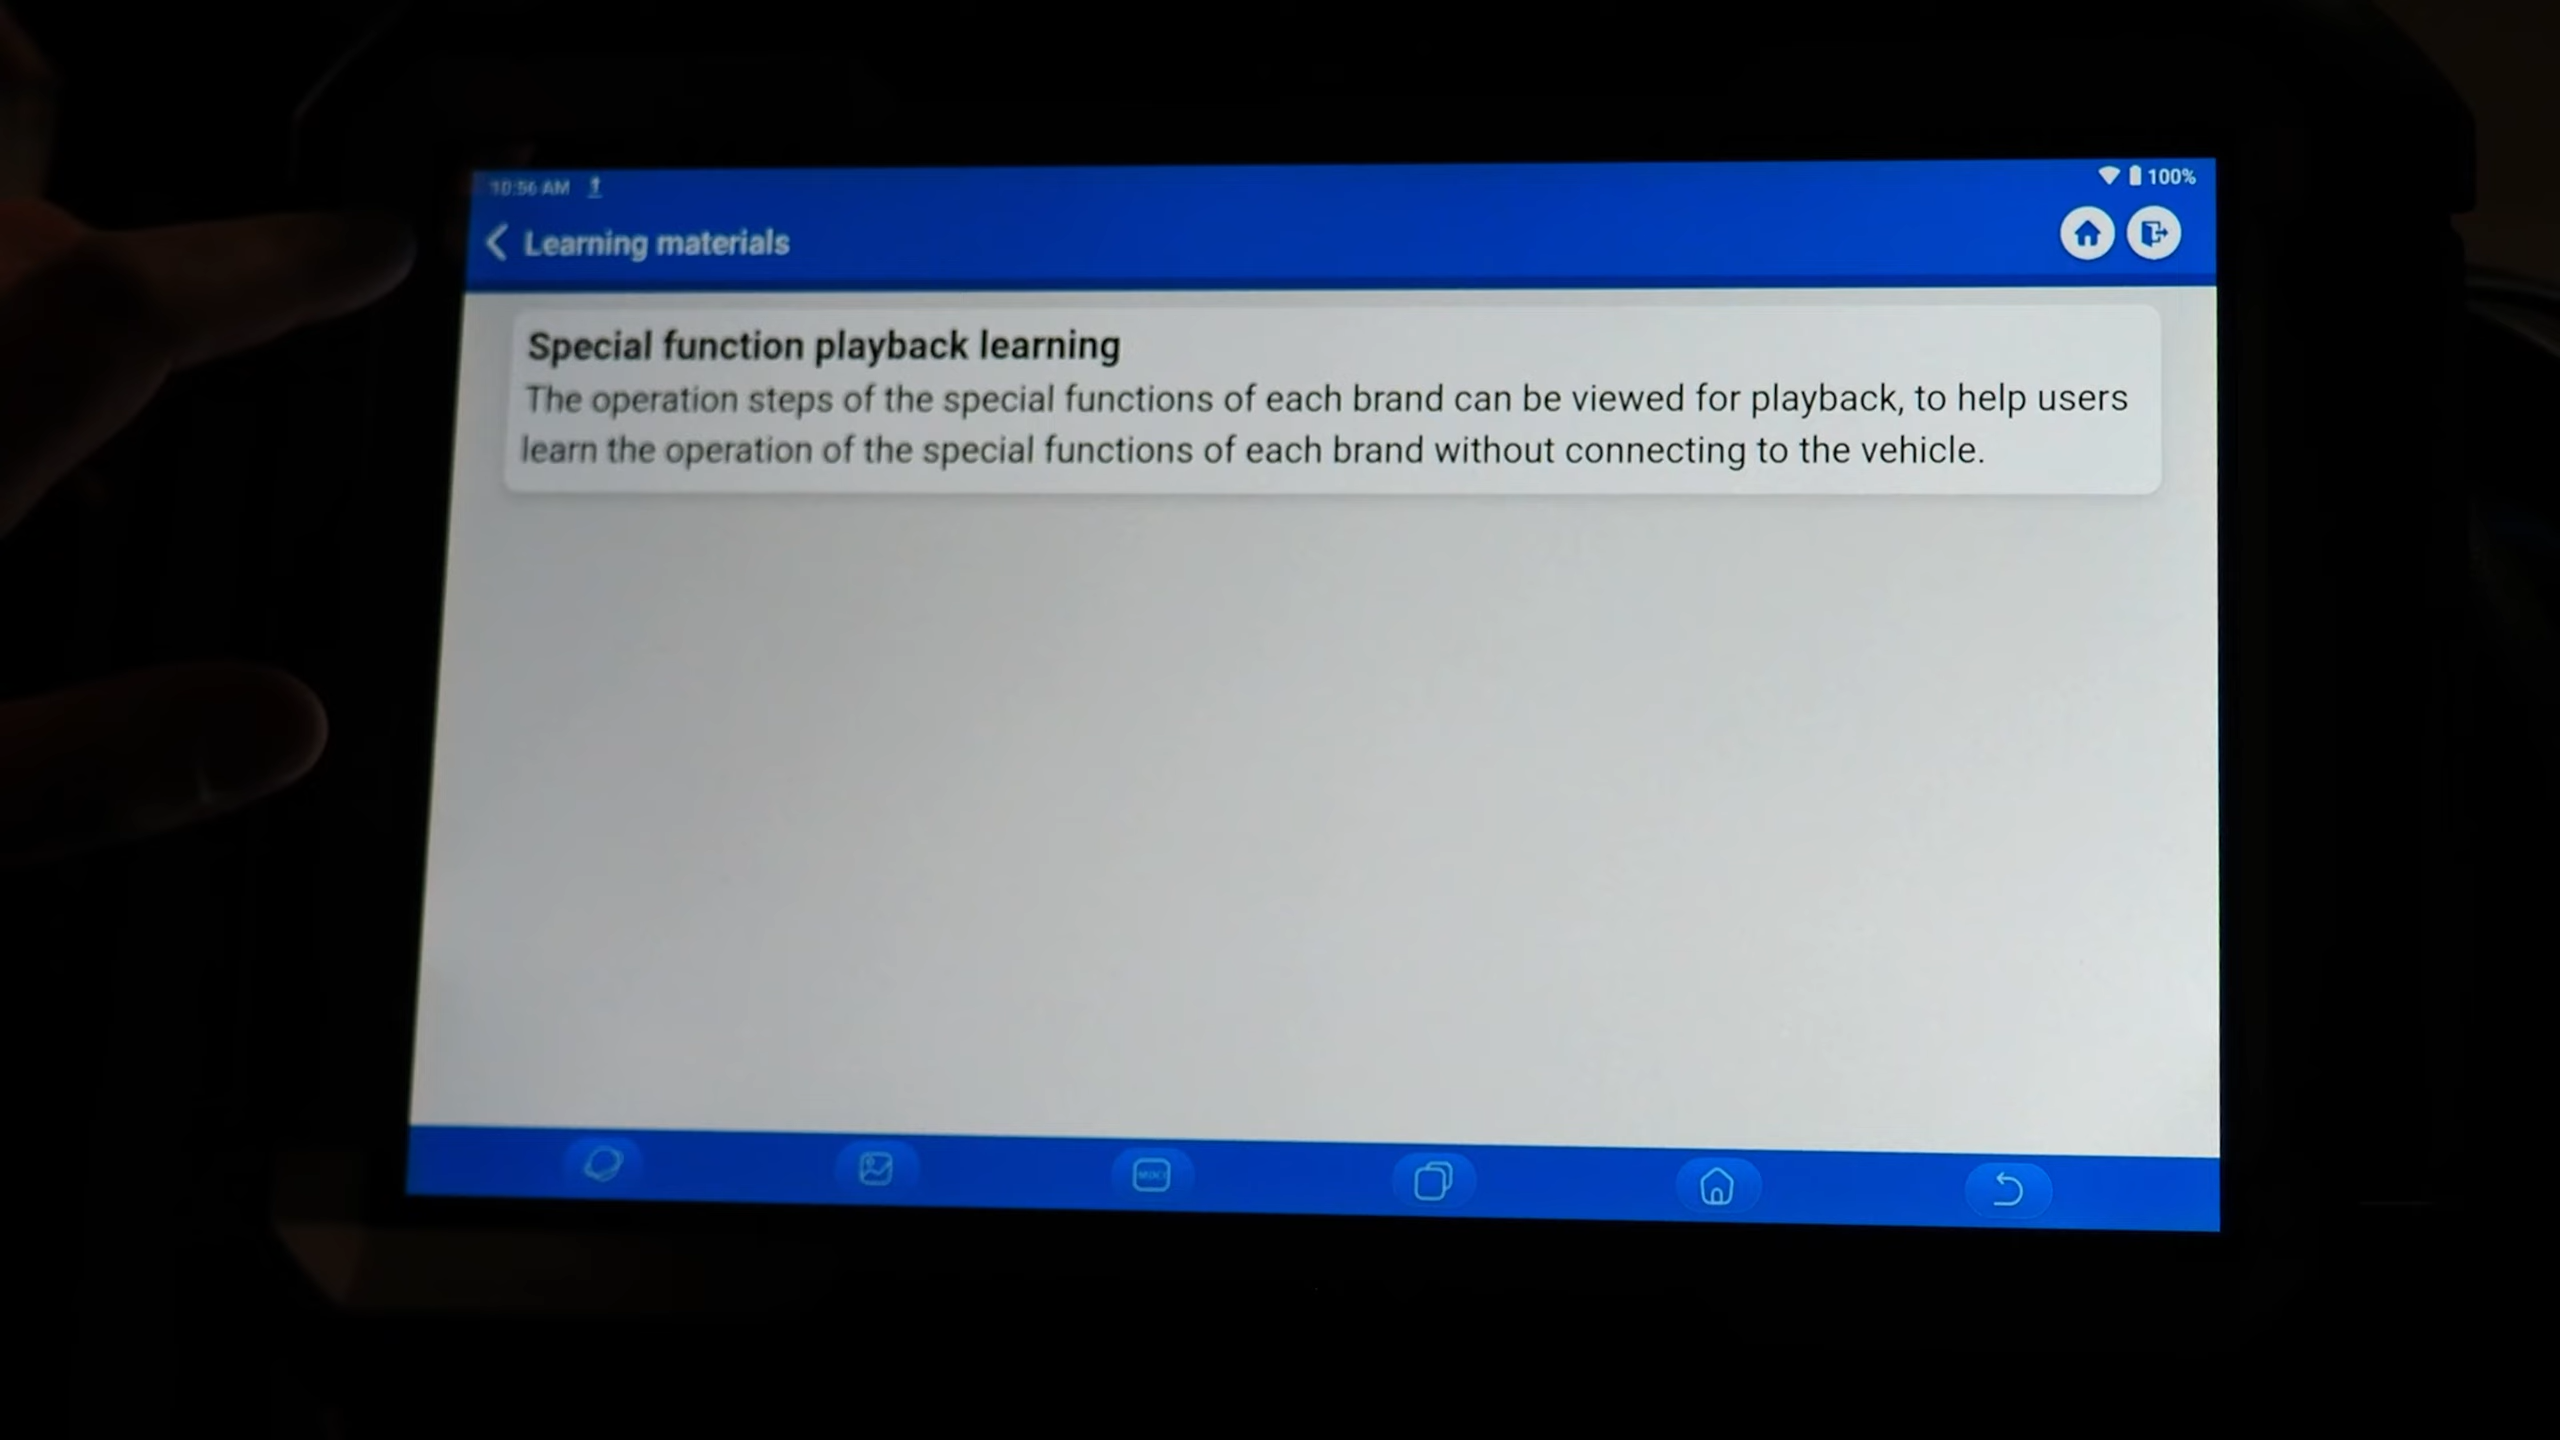 10:56 AM
100%
Learning materials
Special function playback learning
The operation steps of the special functions of each brand can be viewed for playback, to help users
learn the operation of the special functions of each brand without connecting to the vehicle.